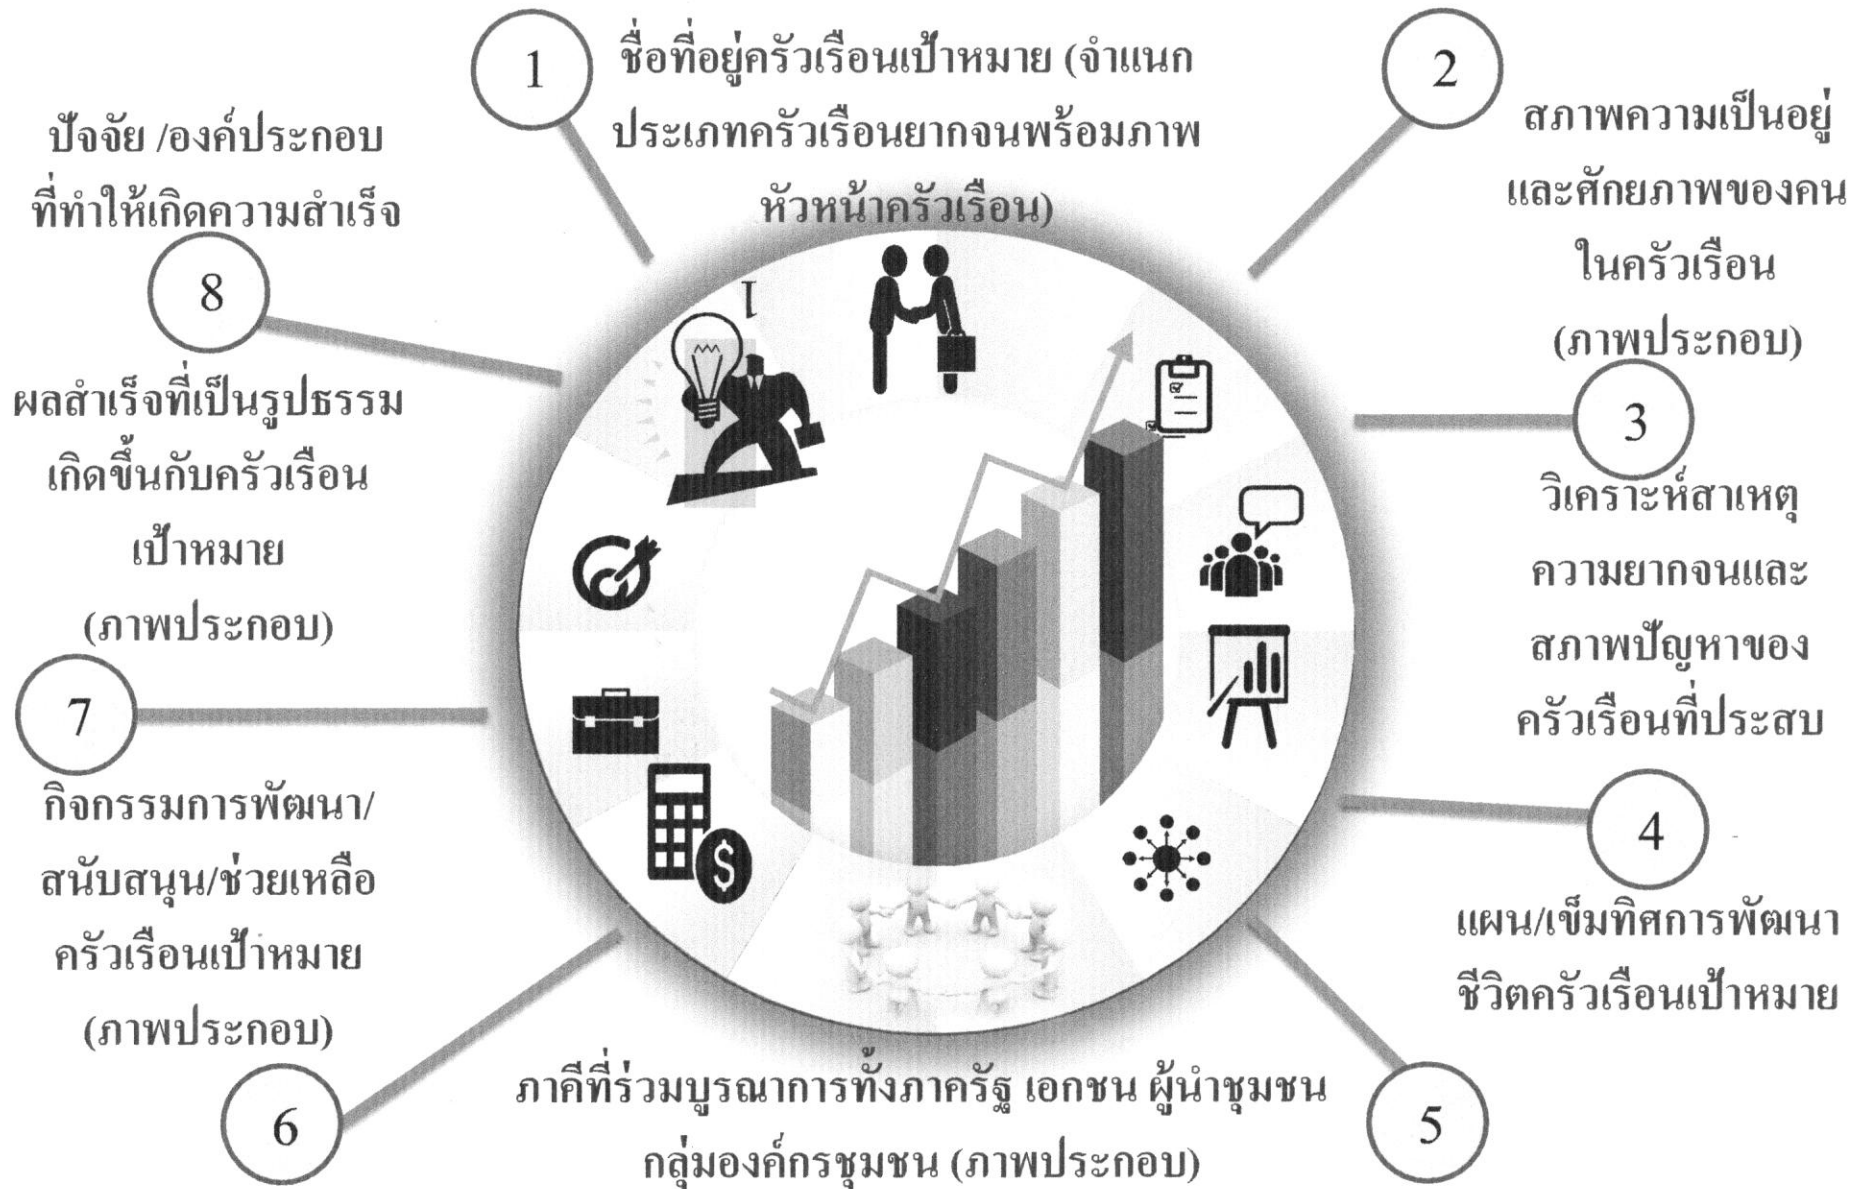 1
ชื่อที่อยู่ครัวเรือนเป้าหมาย (จำแนก
ประเภทครัวเรือนยากจนพร้อมภาพ
หัวหน้าครัวเรือน)
2
สภาพความเป็นอยู่
และศักยภาพของคน
ในครัวเรือน
(ภาพประกอบ)
3
วิเคราะห์สาเหตุ
ความยากจนและ
สภาพปัญหาของ
ครัวเรือนที่ประสบ
4
แผน/เข็มทิศการพัฒนา
ชีวิตครัวเรือนเป้าหมาย
5
ภาคีที่ร่วมบูรณาการทั้งภาครัฐ เอกชน ผู้นำชุมชน
กลุ่มองค์กรชุมชน (ภาพประกอบ)
6
กิจกรรมการพัฒนา/
สนับสนุน/ช่วยเหลือ
ครัวเรือนเป้าหมาย
(ภาพประกอบ)
7
ผลสำเร็จที่เป็นรูปธรรม
เกิดขึ้นกับครัวเรือน
เป้าหมาย
(ภาพประกอบ)
8
ปัจจัย /องค์ประกอบ
ที่ทำให้เกิดความสำเร็จ
1
$